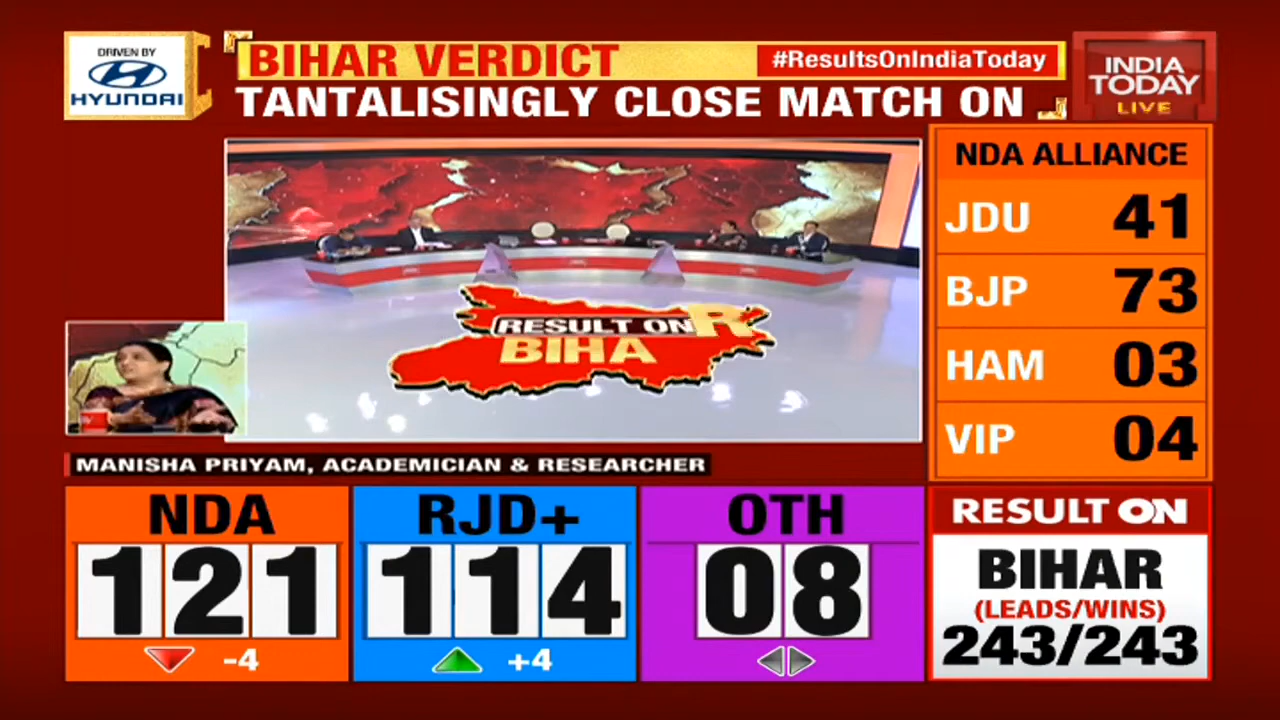 DRIVEN BY
HYUNDAI
BIHAR VERDICT
#ResultsOnIndiaToday
TANTALISINGLY CLOSE MATCH ON
INDIA
TODAY
LIVE
NDA ALLIANCE
JDU 41
BJP 73
HAM 03
VIP 04
RESULT ON R
BIHA
MANISHA PRIYAM, ACADEMICIAN & RESEARCHER
NDA
121
-4
RJD+
114
+4
OTH
08
RESULT ON
BIHAR
(LEADS/WINS)
243/243